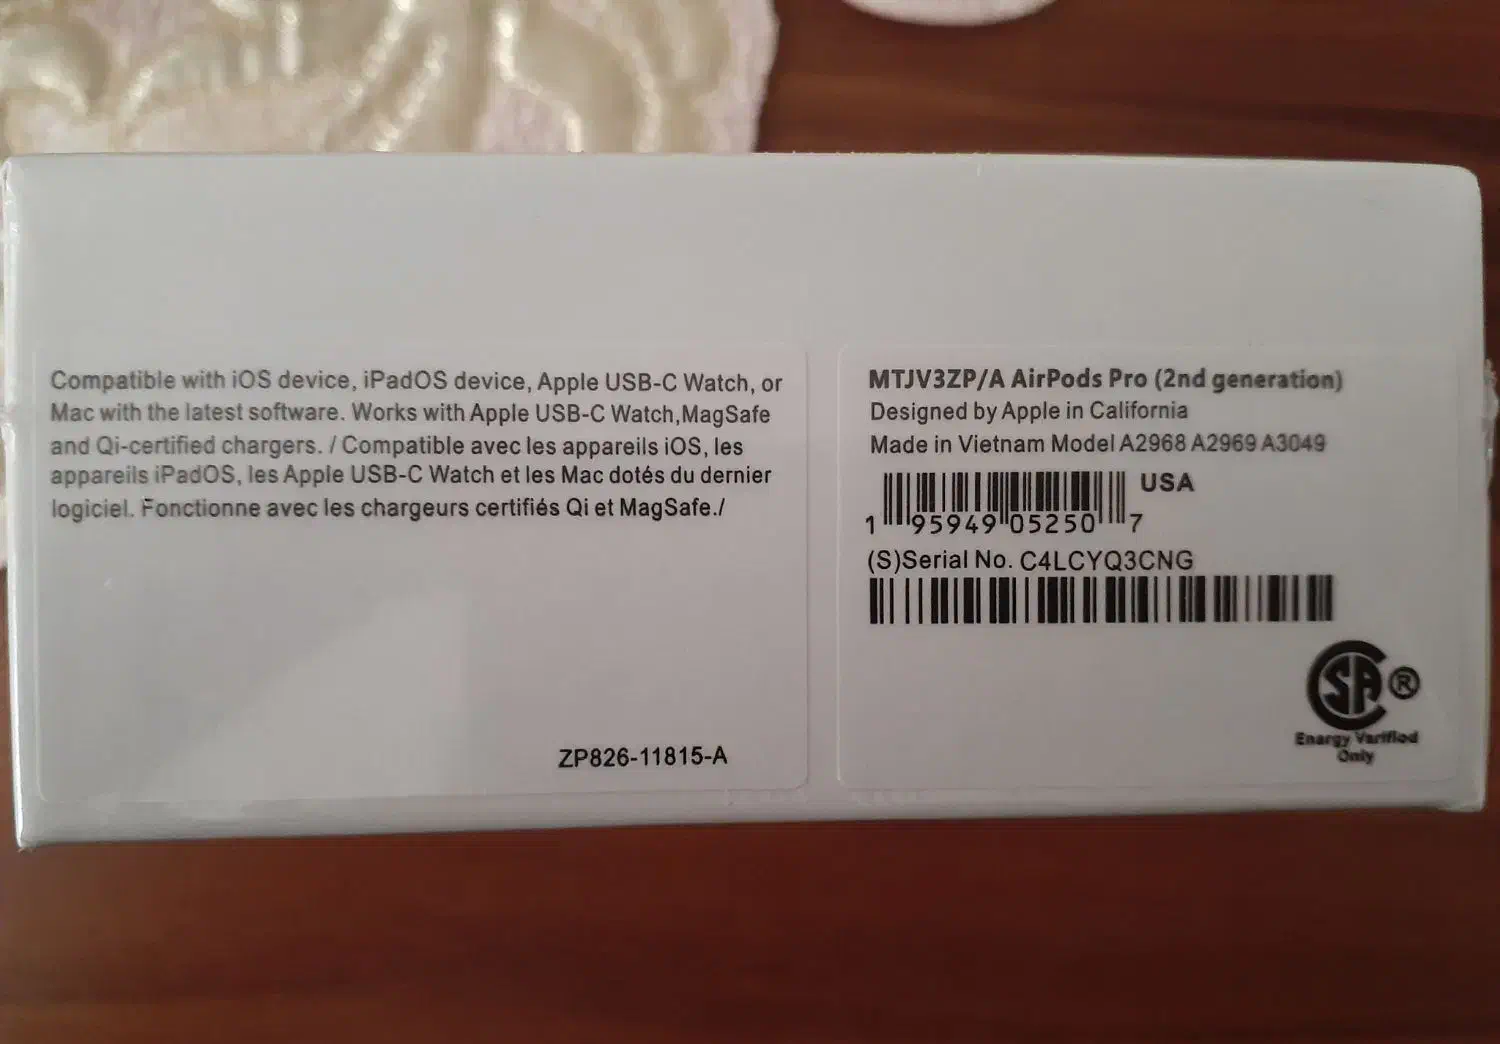 Compatible with iOS device, iPadOS device, Apple USB-C Watch, or
Mac with the latest software. Works with Apple USB-C Watch,MagSafe
and Qi-certified chargers. / Compatible avec les appareils iOS, les
appareils iPadOS, les Apple USB-C Watch et les Mac dotés du dernier
logiciel. Fonctionne avec les chargeurs certifiés Qi et MagSafe./
ZP826-11815-A
MTJV3ZP/A AirPods Pro (2nd generation)
Designed by Apple in California
Made in Vietnam Model A2968 A2969 A3049
USA
1 95949 05250 7
(S)Serial No. C4LCYQ3CNG
SA ®
Energy Verified
Only